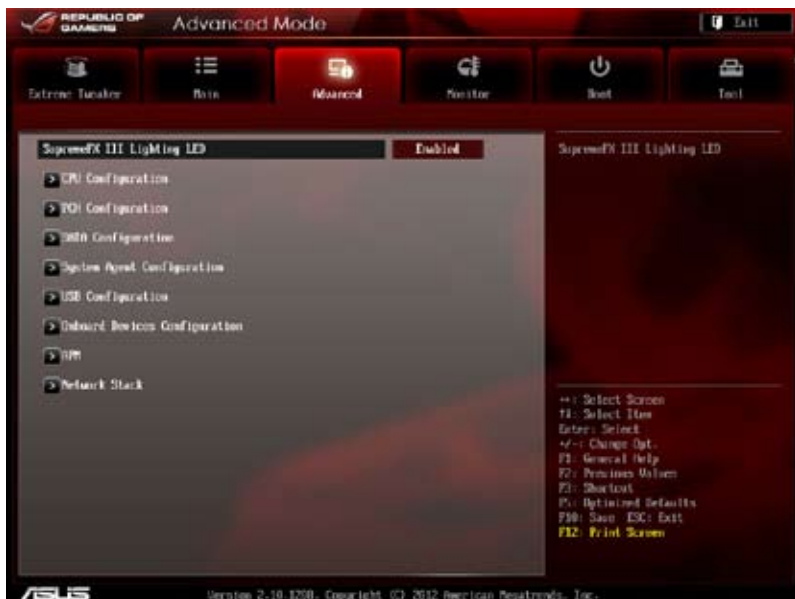 REPUBLIC OF GAMERS
Advanced Mode
Exit
Extreme Tweaker
Main
Advanced
Monitor
Boot
Tool
SupremeFX III Lighting LED
Enabled
SupremeFX III Lighting LED
> CPU Configuration
> PCH Configuration
> SATA Configuration
> System Agent Configuration
> USB Configuration
> Onboard Devices Configuration
> APM
> Network Stack
→←: Select Screen
↑↓: Select Item
Enter: Select
+/-: Change Opt.
F1: General Help
F2: Previous Values
F3: Shortcut
F5: Optimized Defaults
F10: Save ESC: Exit
F12: Print Screen
ASUS
Version 2.10.1208. Copyright (C) 2012 American Megatrends, Inc.